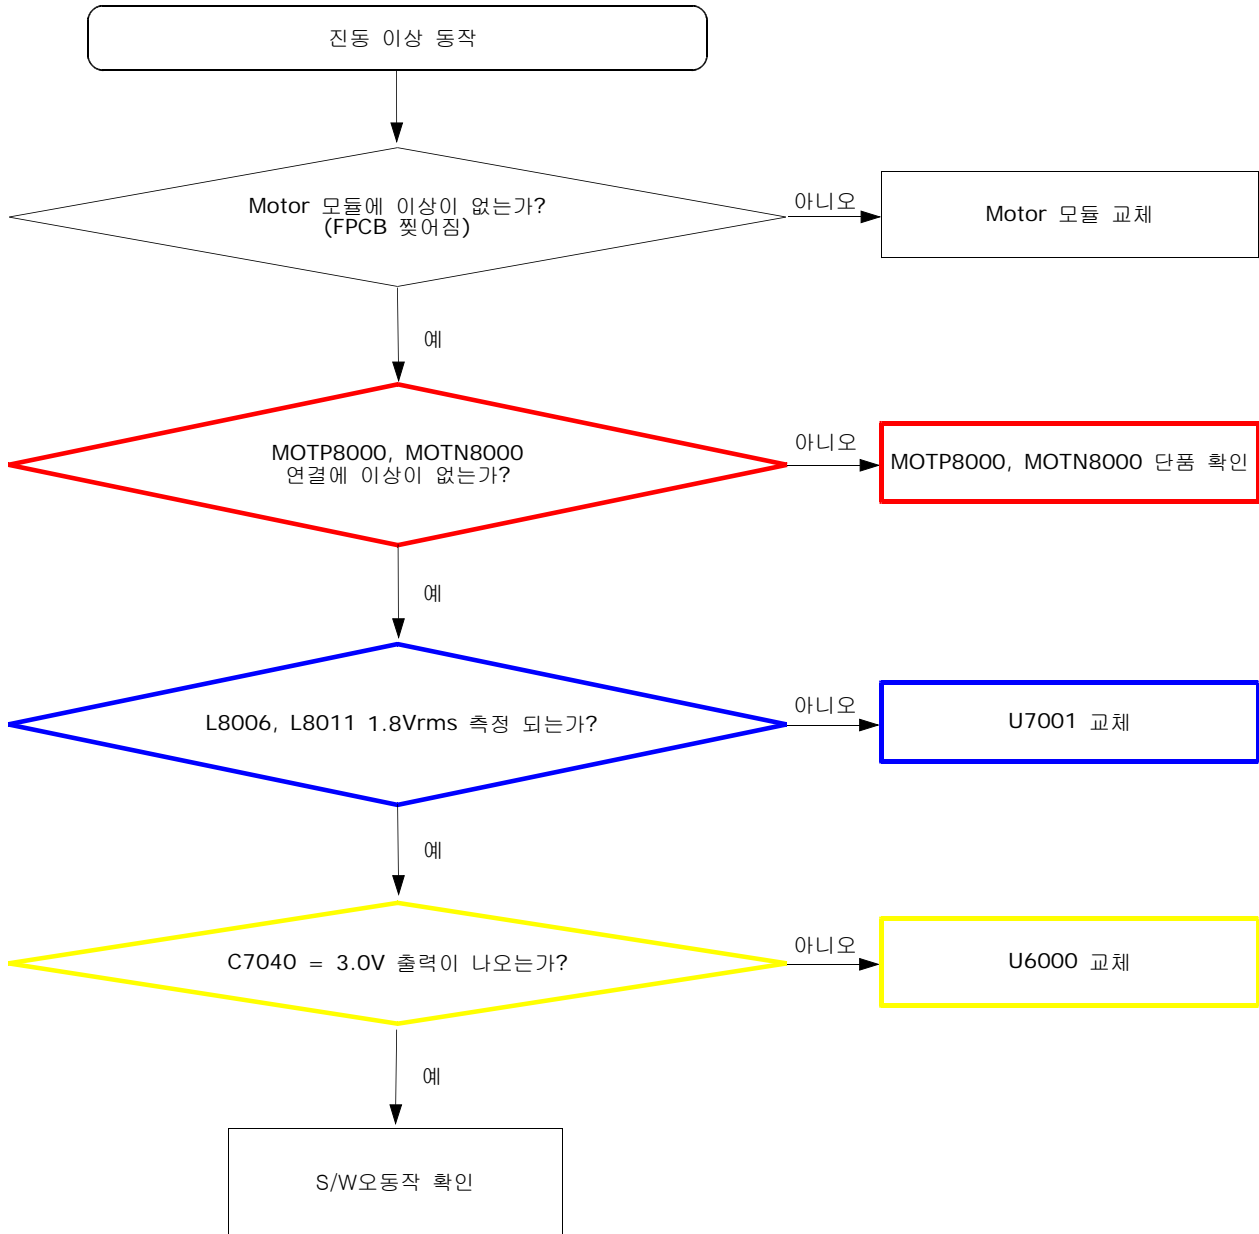 진동 이상 동작
Motor 모듈에 이상이 없는가?
(FPCB 찢어짐)
아니오
Motor 모듈 교체
예
MOTP8000, MOTN8000
연결에 이상이 없는가?
아니오
MOTP8000, MOTN8000 단품 확인
예
L8006, L8011 1.8Vrms 측정 되는가?
아니오
U7001 교체
예
C7040 = 3.0V 출력이 나오는가?
아니오
U6000 교체
예
S/W오동작 확인